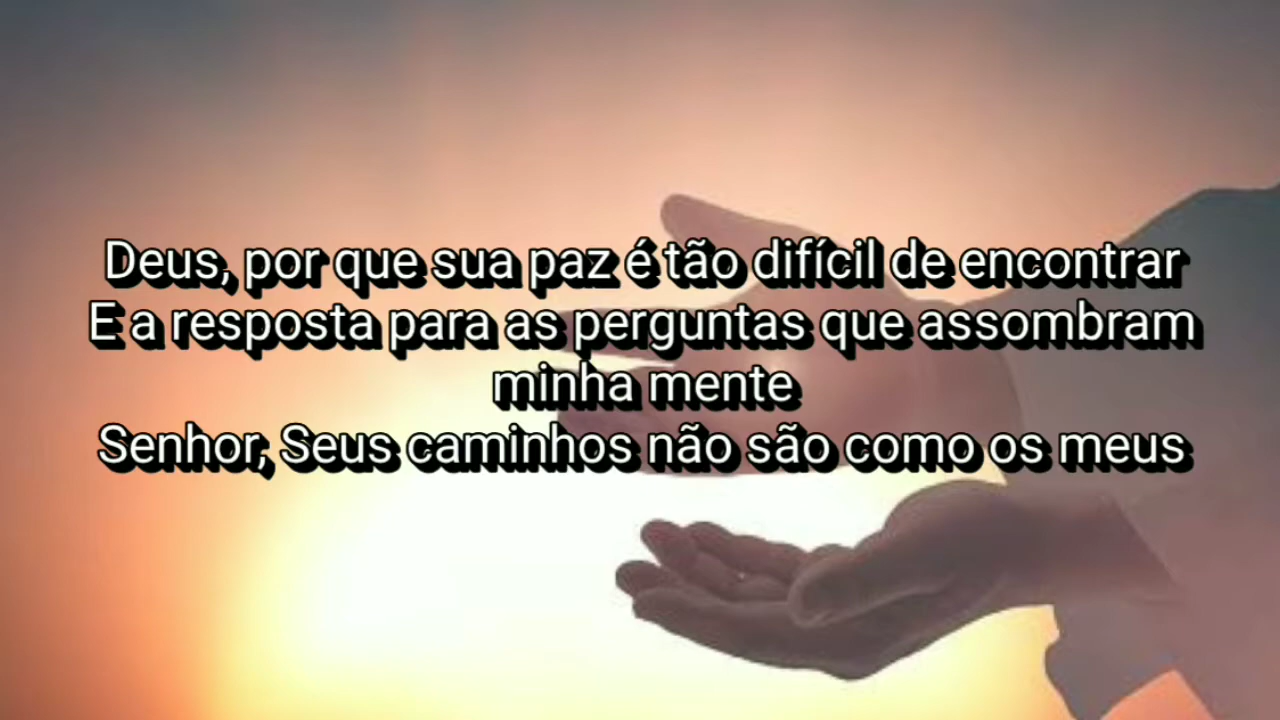 Deus, por que sua paz é tão difícil de encontrar
E a resposta para as perguntas que assombram
minha mente
Senhor, Seus caminhos não são como os meus